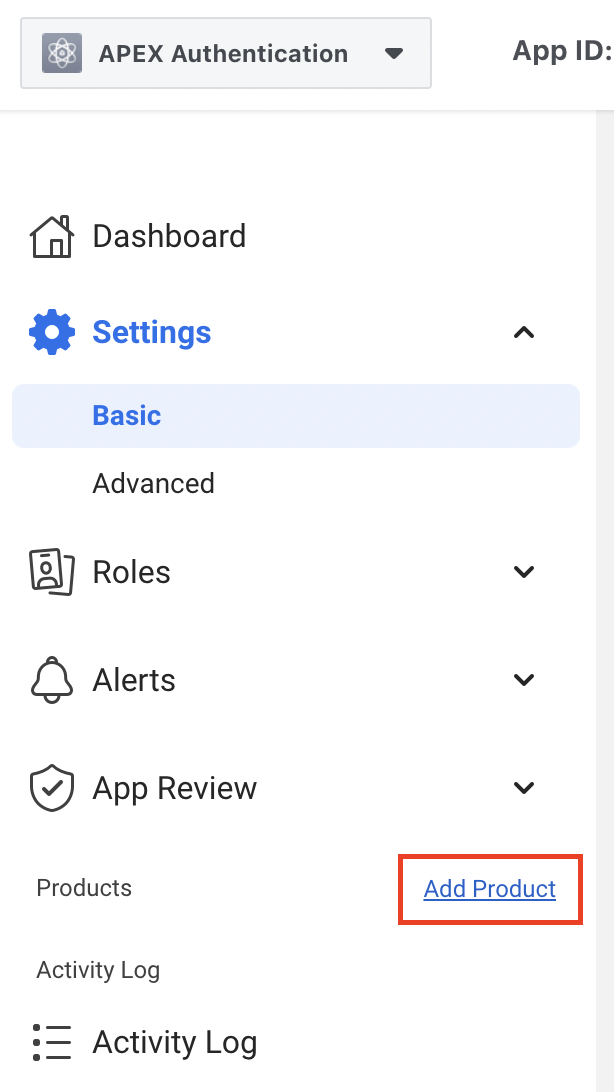 APEX Authentication
App ID:
Dashboard
Settings
Basic
Advanced
Roles
Alerts
App Review
Products Add Product
Activity Log
Activity Log